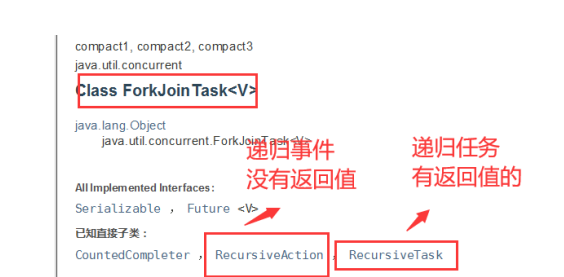 compact1, compact2, compact3
java.util.concurrent
Class ForkJoinTask<V>
java.lang.Object
java.util.concurrent.ForkJoinTask<V>
递归事件
没有返回值
递归任务
有返回值的
All Implemented Interfaces:
Serializable ， Future <V>
已知直接子类：
CountedCompleter ， RecursiveAction ， RecursiveTask